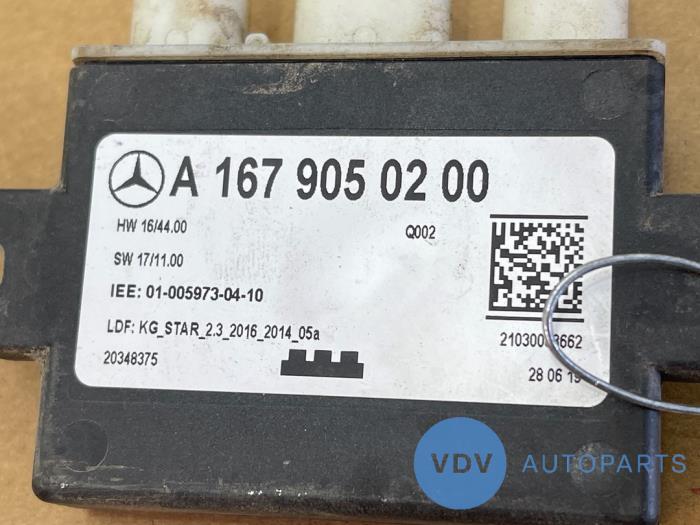 A 167 905 02 00
HW 16/44.00
Q002
SW 17/11.00
IEE: 01-005973-04-10
LDF: KG_STAR_2.3_2016_2014_05a
20348375
28 06 19
VDV AUTOPARTS